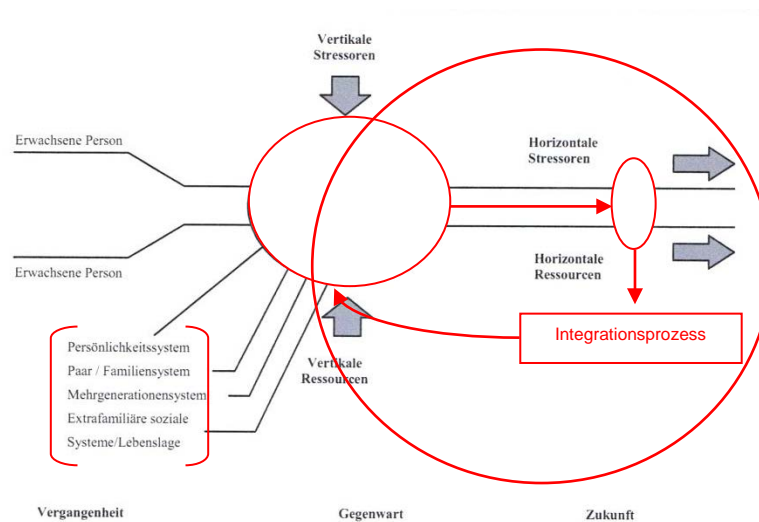 Vertikale
Stressoren
Erwachsene Person
Horizontale
Stressoren
Erwachsene Person
Horizontale
Ressourcen
Integrationsprozess
Persönlichkeitssystem
Paar / Familiensystem
Mehrgenerationensystem
Extrafamiliäre soziale
Systeme/Lebenslage
Vertikale
Ressourcen
Vergangenheit
Gegenwart
Zukunft